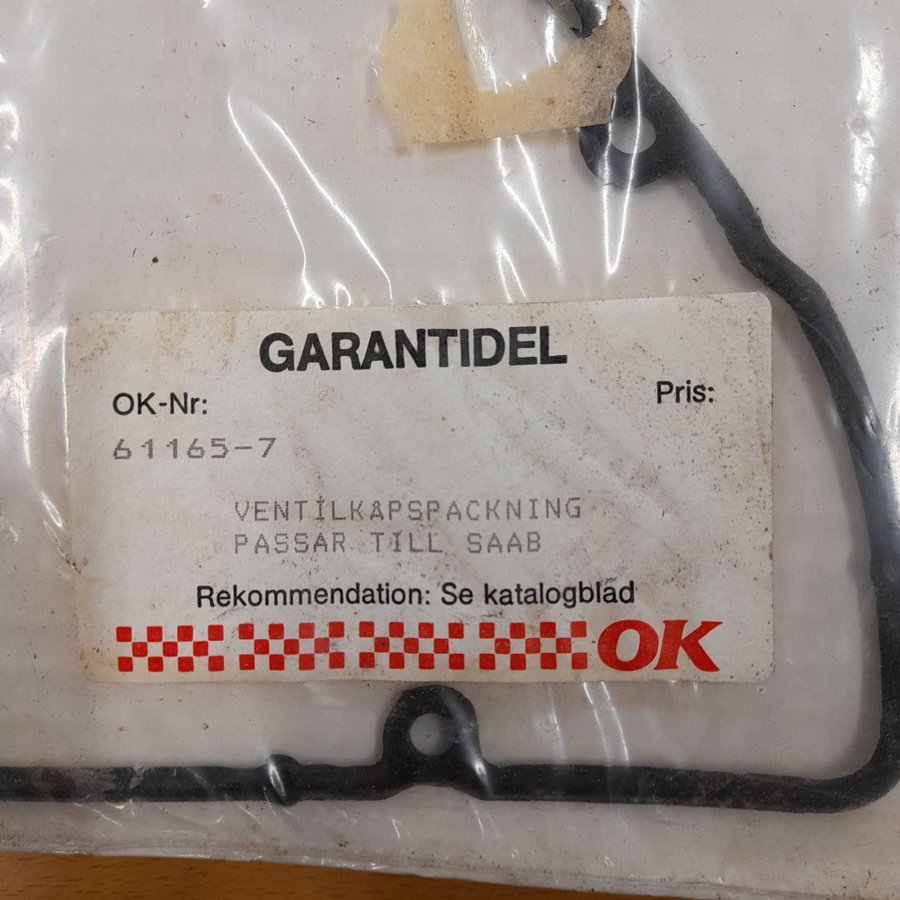 GARANTIDEL
OK-Nr:
Pris:
61165-7
VENTILKAPSPACKNING
PASSAR TILL SAAB
Rekommendation: Se katalogblad
OK